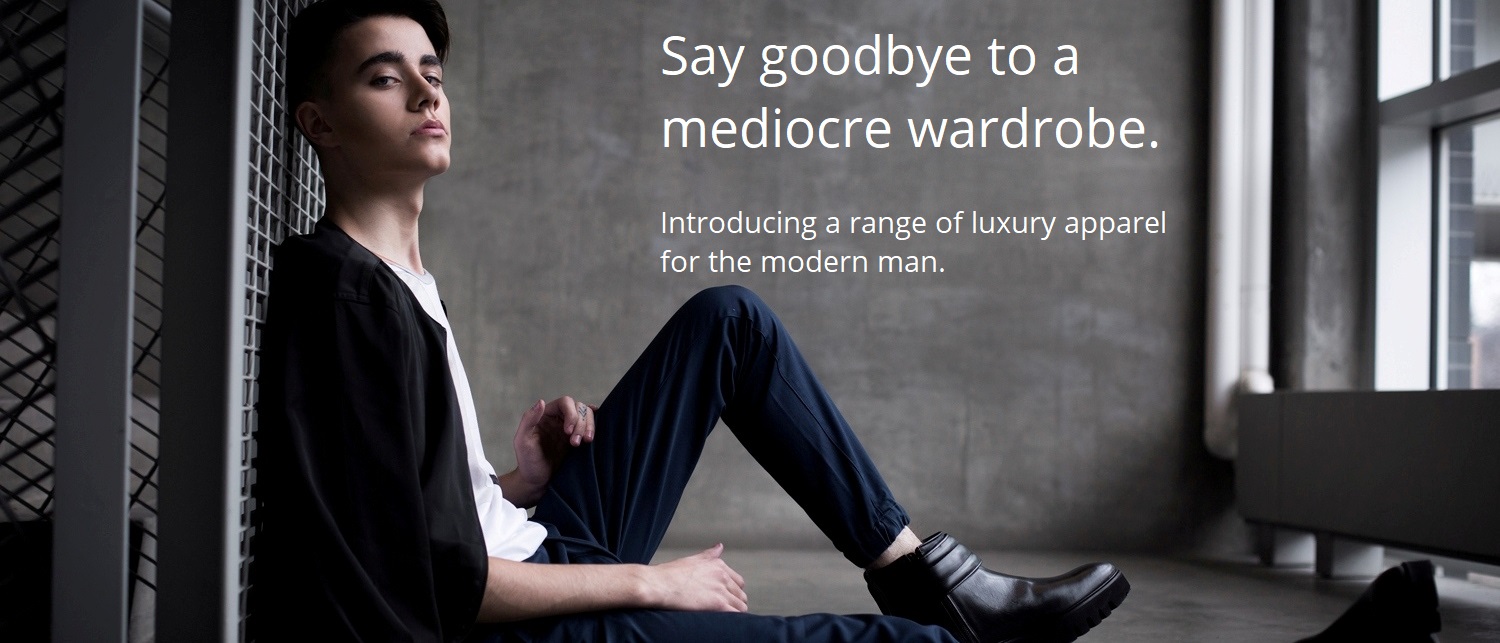 Say goodbye to a
mediocre wardrobe.
Introducing a range of luxury apparel
for the modern man.